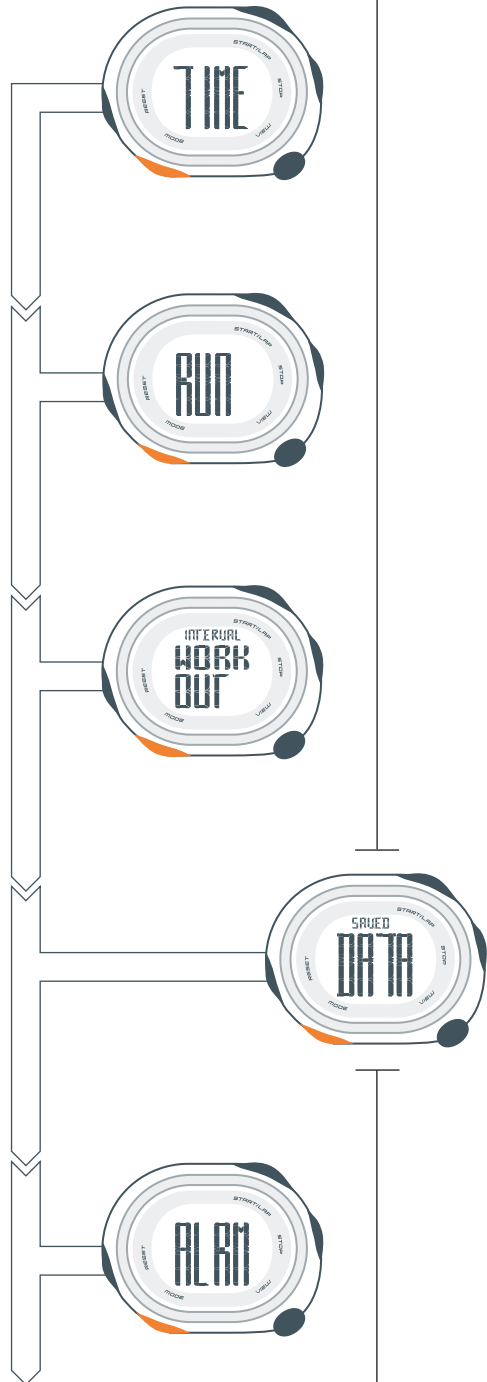 START/LAP
TIME
STOP
RESET
MODE
VIEW
START/LAP
RUN
STOP
RESET
MODE
VIEW
START/LAP
INTERVAL
WORK
OUT
STOP
RESET
MODE
VIEW
START/LAP
SAVED
DATA
STOP
RESET
MODE
VIEW
START/LAP
ALRM
STOP
RESET
MODE
VIEW